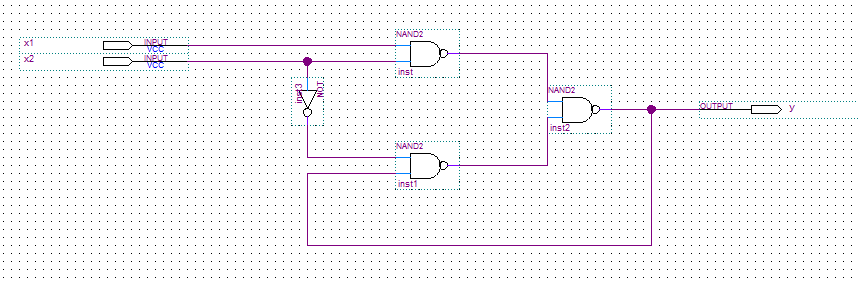 x1 INPUT
VCC
x2 INPUT
VCC
NAND2
inst
inst3
NOT
NAND2
inst2
OUTPUT y
NAND2
inst1